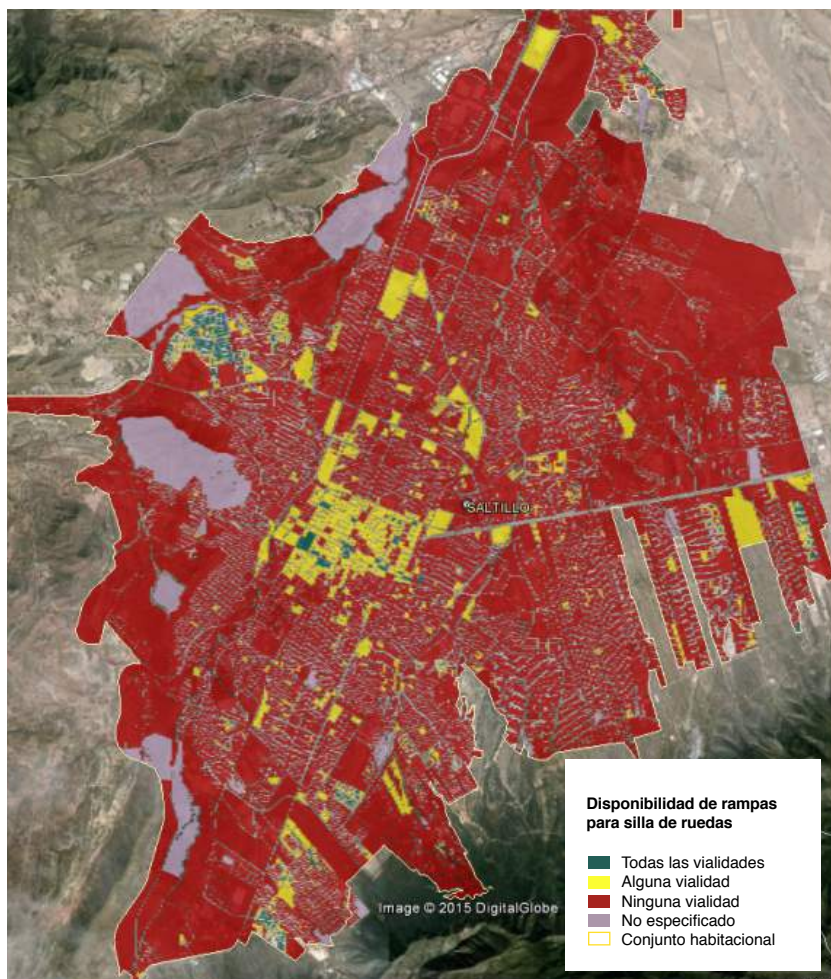 SALTILLO
Disponibilidad de rampas
para silla de ruedas
Todas las vialidades
Alguna vialidad
Ninguna vialidad
No especificado
Conjunto habitacional
Image © 2015 DigitalGlobe